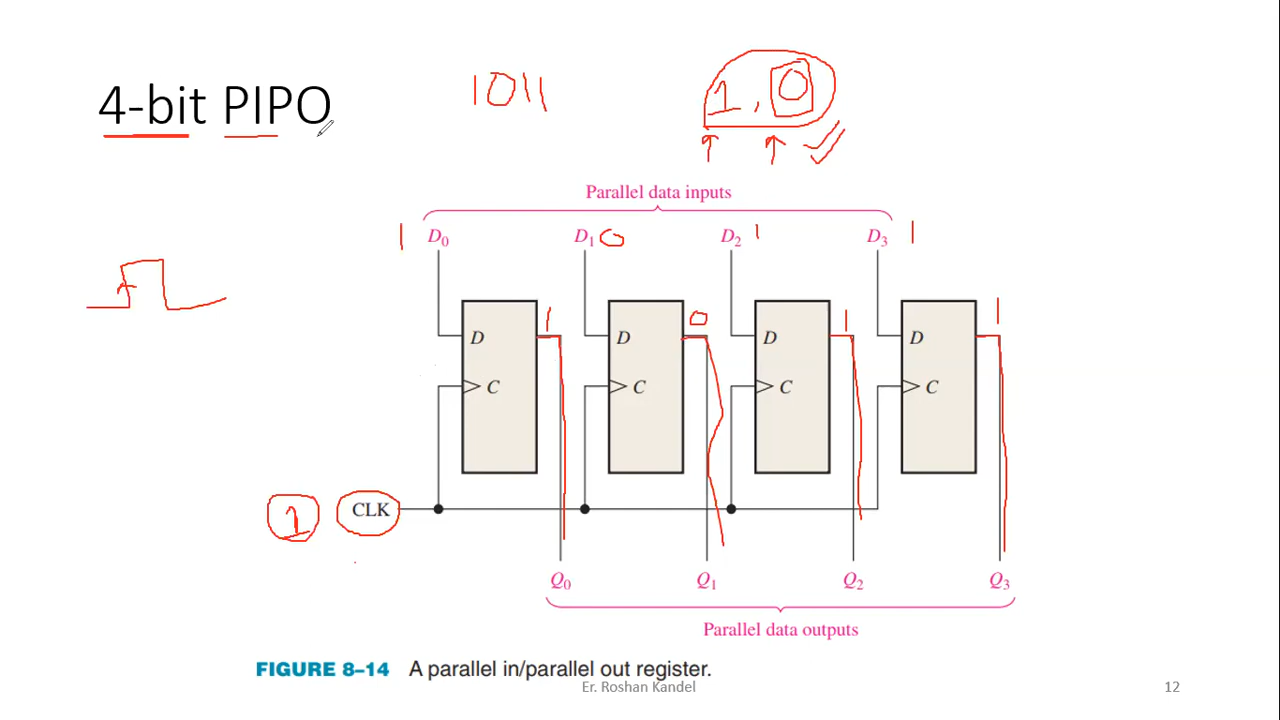 4-bit PIPO
1011
1, 0
Parallel data inputs
1 D0 D1 0 D2 1 D3 1
1 0 1 1
D D D D
C C C C
1 CLK
Q0 Q1 Q2 Q3
Parallel data outputs
FIGURE 8–14 A parallel in/parallel out register.
Er. Roshan Kandel
12